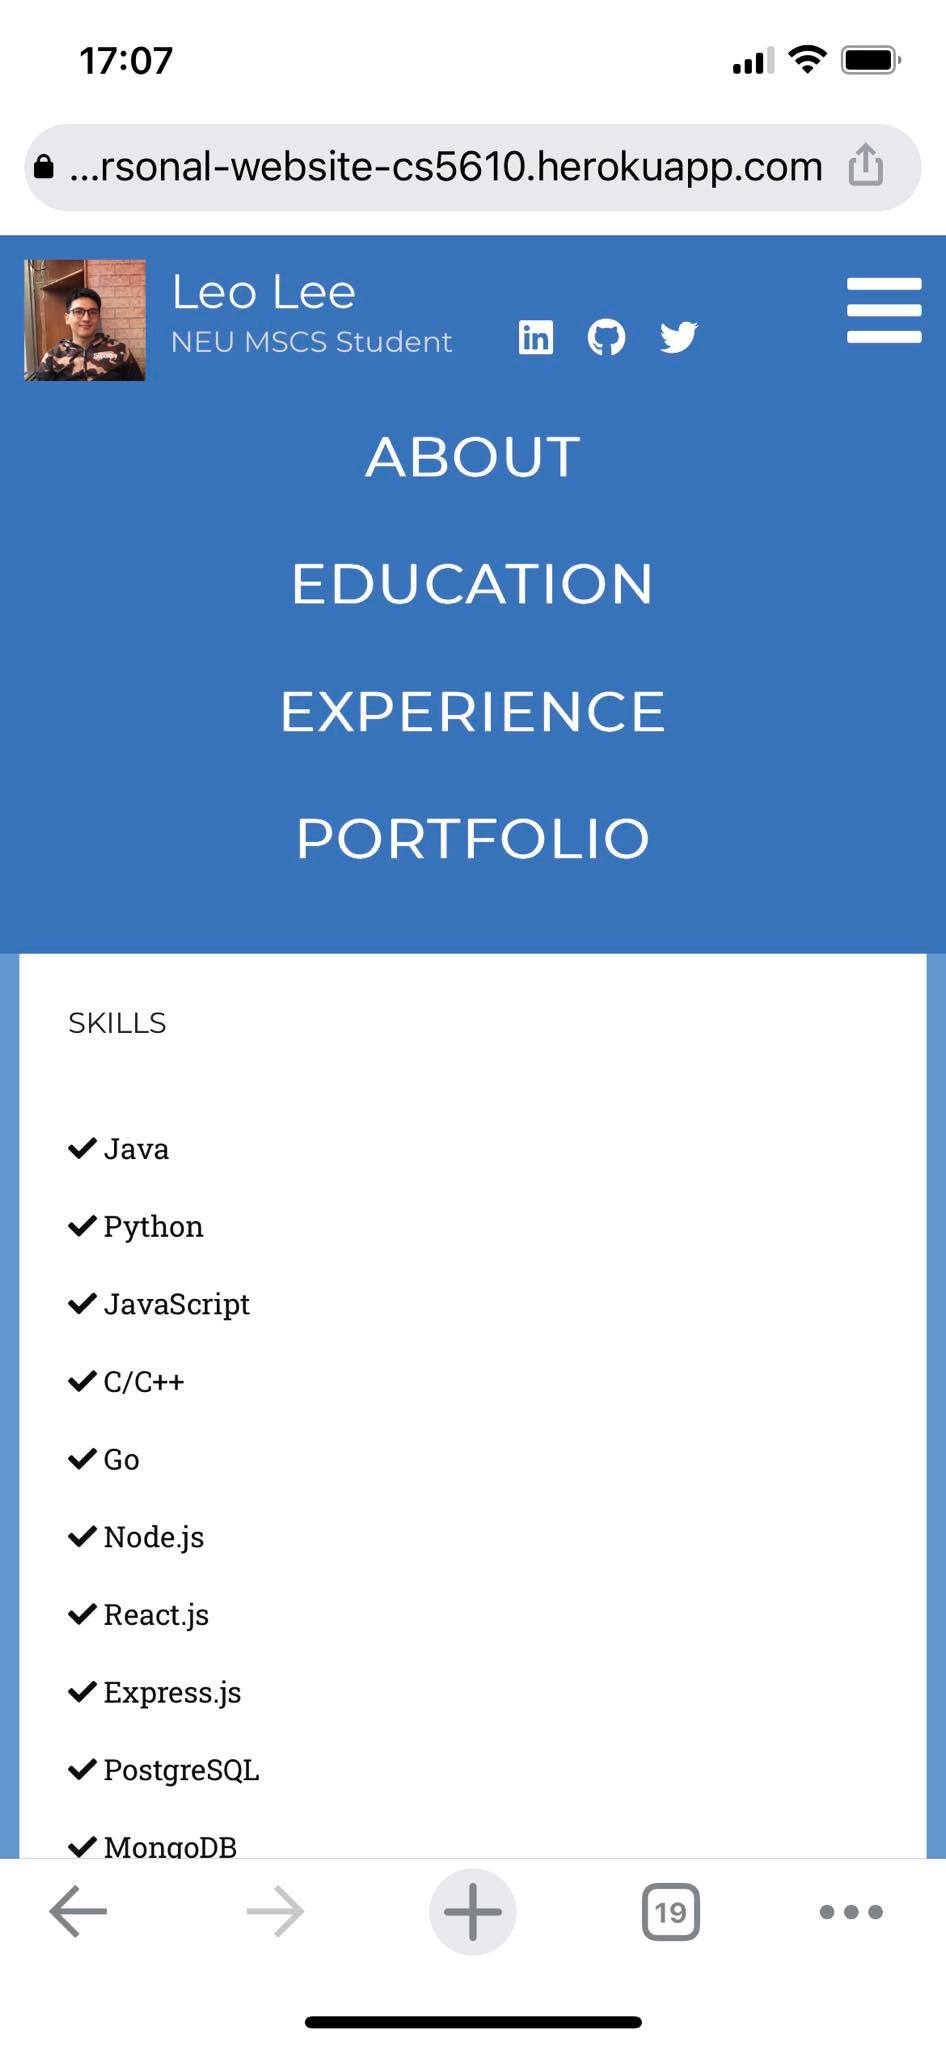 17:07
...rsonal-website-cs5610.herokuapp.com
Leo Lee
NEU MSCS Student
ABOUT
EDUCATION
EXPERIENCE
PORTFOLIO
SKILLS
Java
Python
JavaScript
C/C++
Go
Node.js
React.js
Express.js
PostgreSQL
MongoDB
19